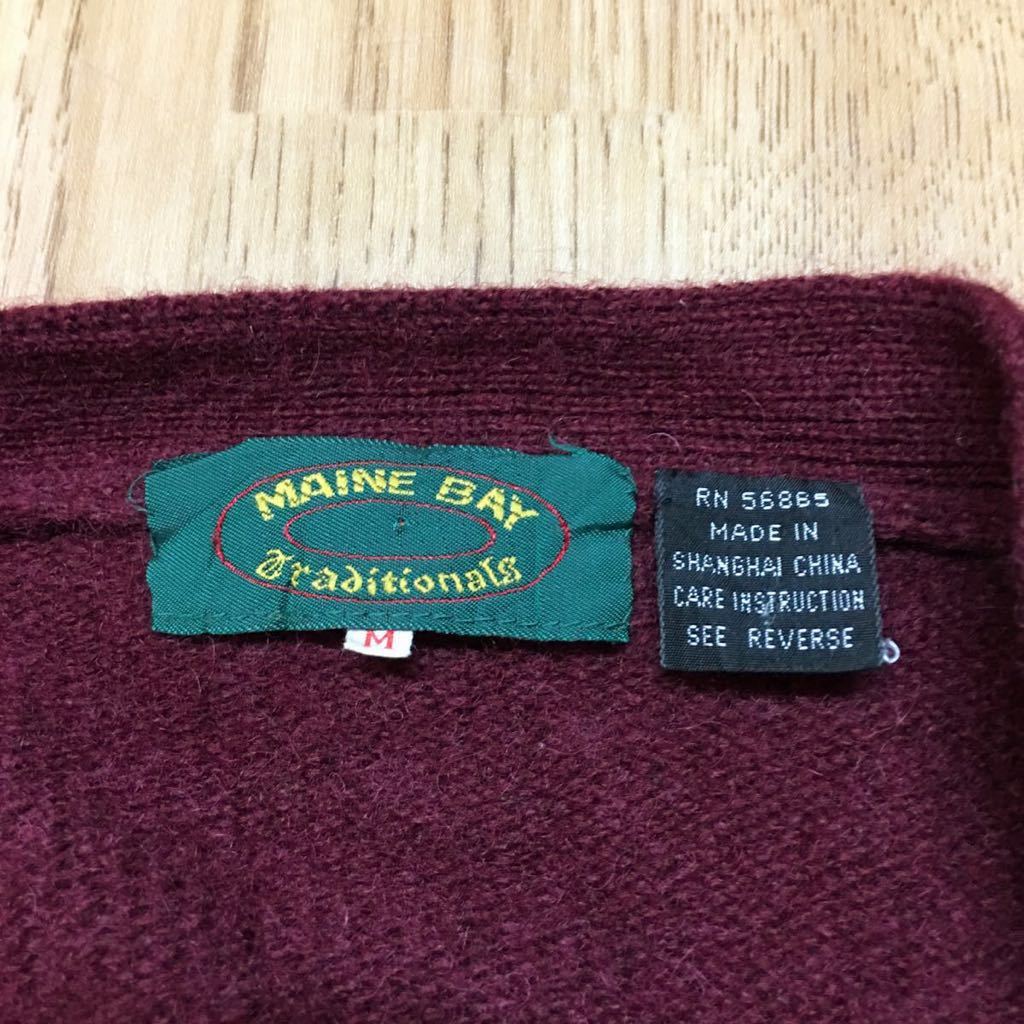 MAINE BAY
Traditionals
M
RN 56865
MADE IN
SHANGHAI CHINA
CARE INSTRUCTION
SEE REVERSE